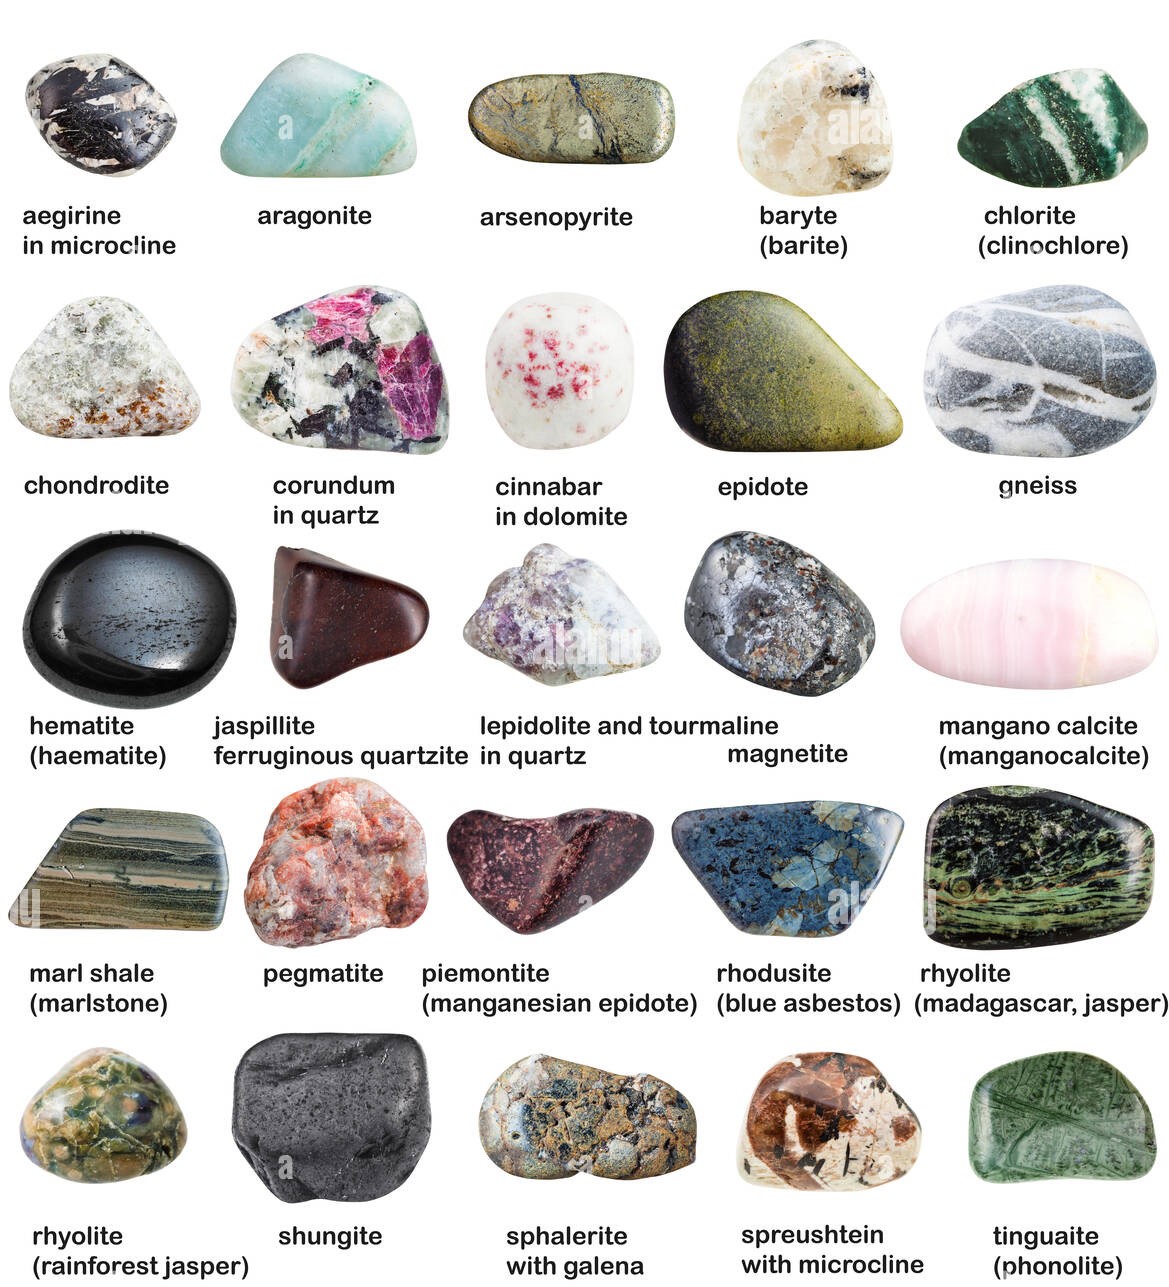 aegirine
in microcline
aragonite
arsenopyrite
baryte
(barite)
chlorite
(clinochlore)
chondrodite
corundum
in quartz
cinnabar
in dolomite
epidote
gneiss
hematite
(haematite)
jaspillite
ferruginous quartzite
lepidolite and tourmaline
in quartz
magnetite
mangano calcite
(manganocalcite)
marl shale
(marlstone)
pegmatite
piemontite
(manganesian epidote)
rhodusite
(blue asbestos)
rhyolite
(madagascar, jasper)
rhyolite
(rainforest jasper)
shungite
sphalerite
with galena
spreushtein
with microcline
tinguaite
(phonolite)